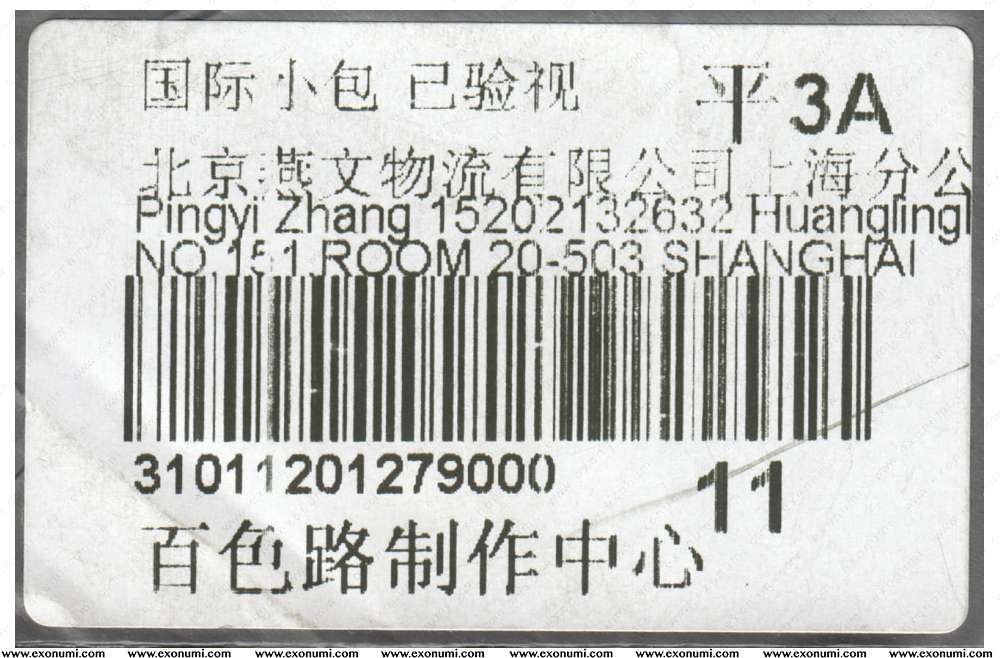 国际小包 已验视 平 3A
北京燕文物流有限公司上海分公
Pingyi Zhang 15202132632 Huanglingl
NO.151 ROOM 20-503 SHANGHAI
31011201279000
11
百色路制作中心
www.exonumi.com www.exonumi.com www.exonumi.com www.exonumi.com www.exonumi.com www.exonumi.com www.exonumi.com www.exonumi.com